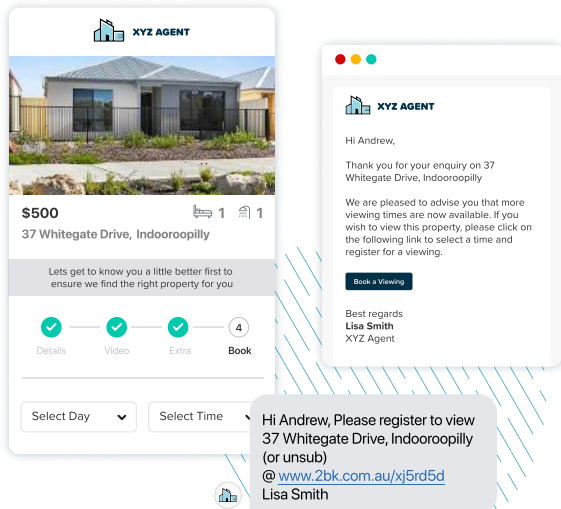 XYZ AGENT
$500
1
1
37 Whitegate Drive, Indooroopilly
Lets get to know you a little better first to
ensure we find the right property for you
4
Details
Video
Extra
Book
Select Day
Select Time
XYZ AGENT
Hi Andrew,
Thank you for your enquiry on 37
Whitegate Drive, Indooroopilly
We are pleased to advise you that more
viewing times are now available. If you
wish to view this property, please click on
the following link to select a time and
register for a viewing.
Book a Viewing
Best regards
Lisa Smith
XYZ Agent
Hi Andrew, Please register to view
37 Whitegate Drive, Indooroopilly
(or unsub)
@ www.2bk.com.au/xj5rd5d
Lisa Smith